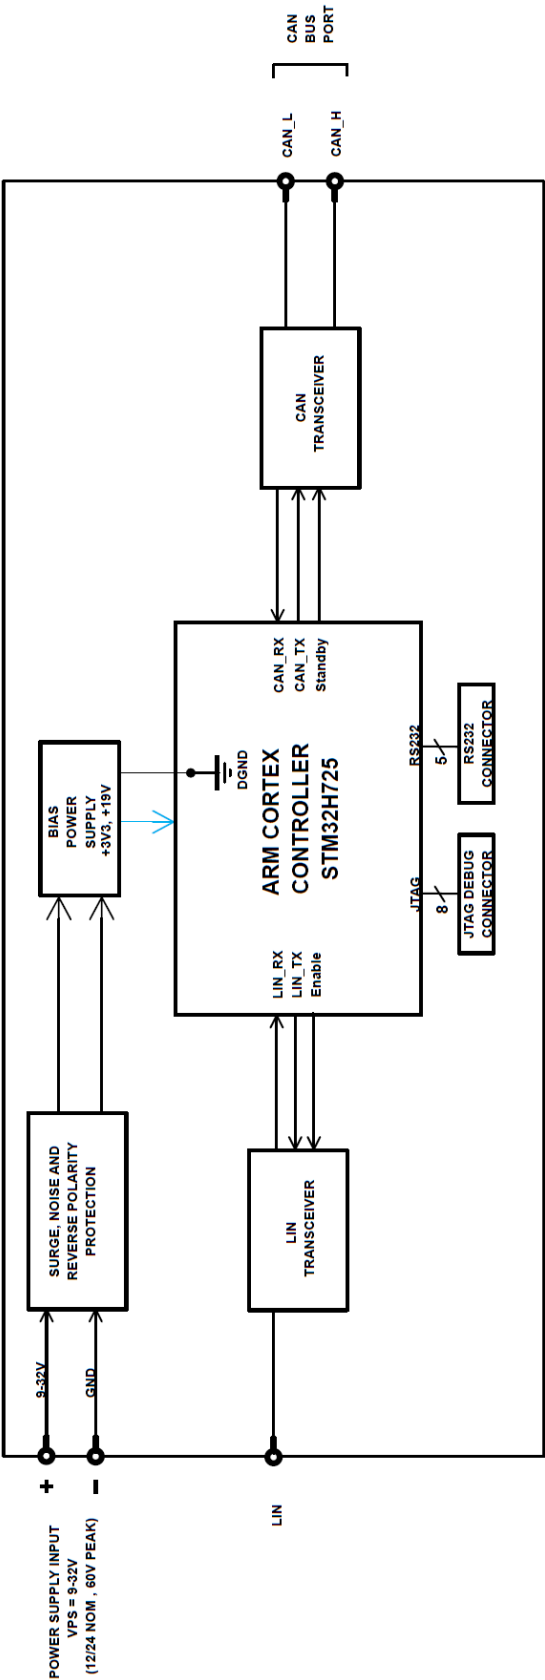 POWER SUPPLY INPUT
VPS = 9-32V
(12/24 NOM , 60V PEAK)
+
−
9-32V
GND
SURGE, NOISE AND
REVERSE POLARITY
PROTECTION
BIAS
POWER
SUPPLY
+3V3, +19V
DGND
LIN
LIN
TRANSCEIVER
LIN_RX
LIN_TX
Enable
ARM CORTEX
CONTROLLER
STM32H725
CAN_RX
CAN_TX
Standby
CAN
TRANSCEIVER
CAN_L
CAN_H
CAN
BUS
PORT
JTAG
8
JTAG DEBUG
CONNECTOR
RS232
5
RS232
CONNECTOR